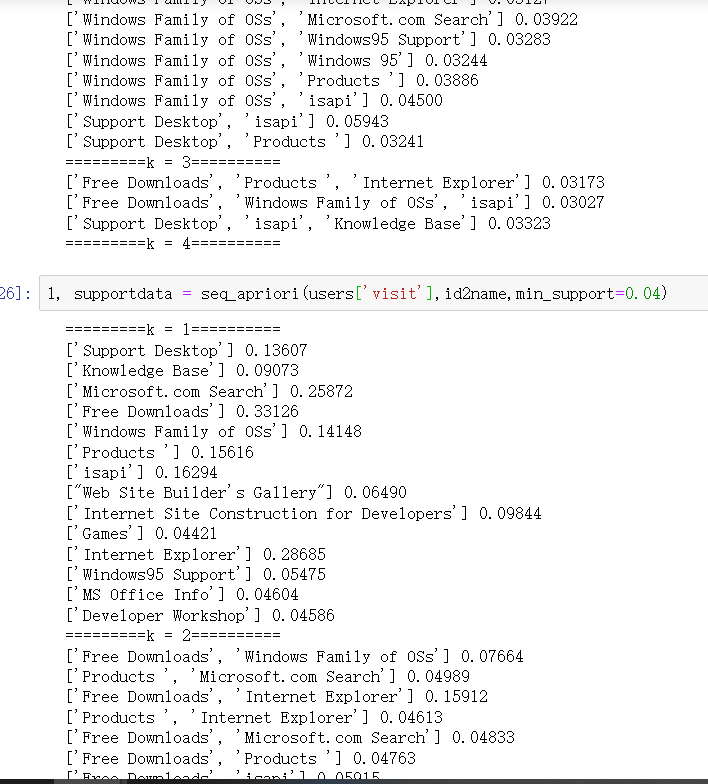 ['Windows Family of OSs', 'Internet Explorer'] 0.03127
['Windows Family of OSs', 'Microsoft.com Search'] 0.03922
['Windows Family of OSs', 'Windows95 Support'] 0.03283
['Windows Family of OSs', 'Windows 95'] 0.03244
['Windows Family of OSs', 'Products '] 0.03886
['Windows Family of OSs', 'isapi'] 0.04500
['Support Desktop', 'isapi'] 0.05943
['Support Desktop', 'Products '] 0.03241
=========k = 3==========
['Free Downloads', 'Products ', 'Internet Explorer'] 0.03173
['Free Downloads', 'Windows Family of OSs', 'isapi'] 0.03027
['Support Desktop', 'isapi', 'Knowledge Base'] 0.03323
=========k = 4==========
26]: l, supportdata = seq_apriori(users['visit'],id2name,min_support=0.04)
=========k = 1==========
['Support Desktop'] 0.13607
['Knowledge Base'] 0.09073
['Microsoft.com Search'] 0.25872
['Free Downloads'] 0.33126
['Windows Family of OSs'] 0.14148
['Products '] 0.15616
['isapi'] 0.16294
["Web Site Builder's Gallery"] 0.06490
['Internet Site Construction for Developers'] 0.09844
['Games'] 0.04421
['Internet Explorer'] 0.28685
['Windows95 Support'] 0.05475
['MS Office Info'] 0.04604
['Developer Workshop'] 0.04586
=========k = 2==========
['Free Downloads', 'Windows Family of OSs'] 0.07664
['Products ', 'Microsoft.com Search'] 0.04989
['Free Downloads', 'Internet Explorer'] 0.15912
['Products ', 'Internet Explorer'] 0.04613
['Free Downloads', 'Microsoft.com Search'] 0.04833
['Free Downloads', 'Products '] 0.04763
['Free Downloads', 'isapi'] 0.05915